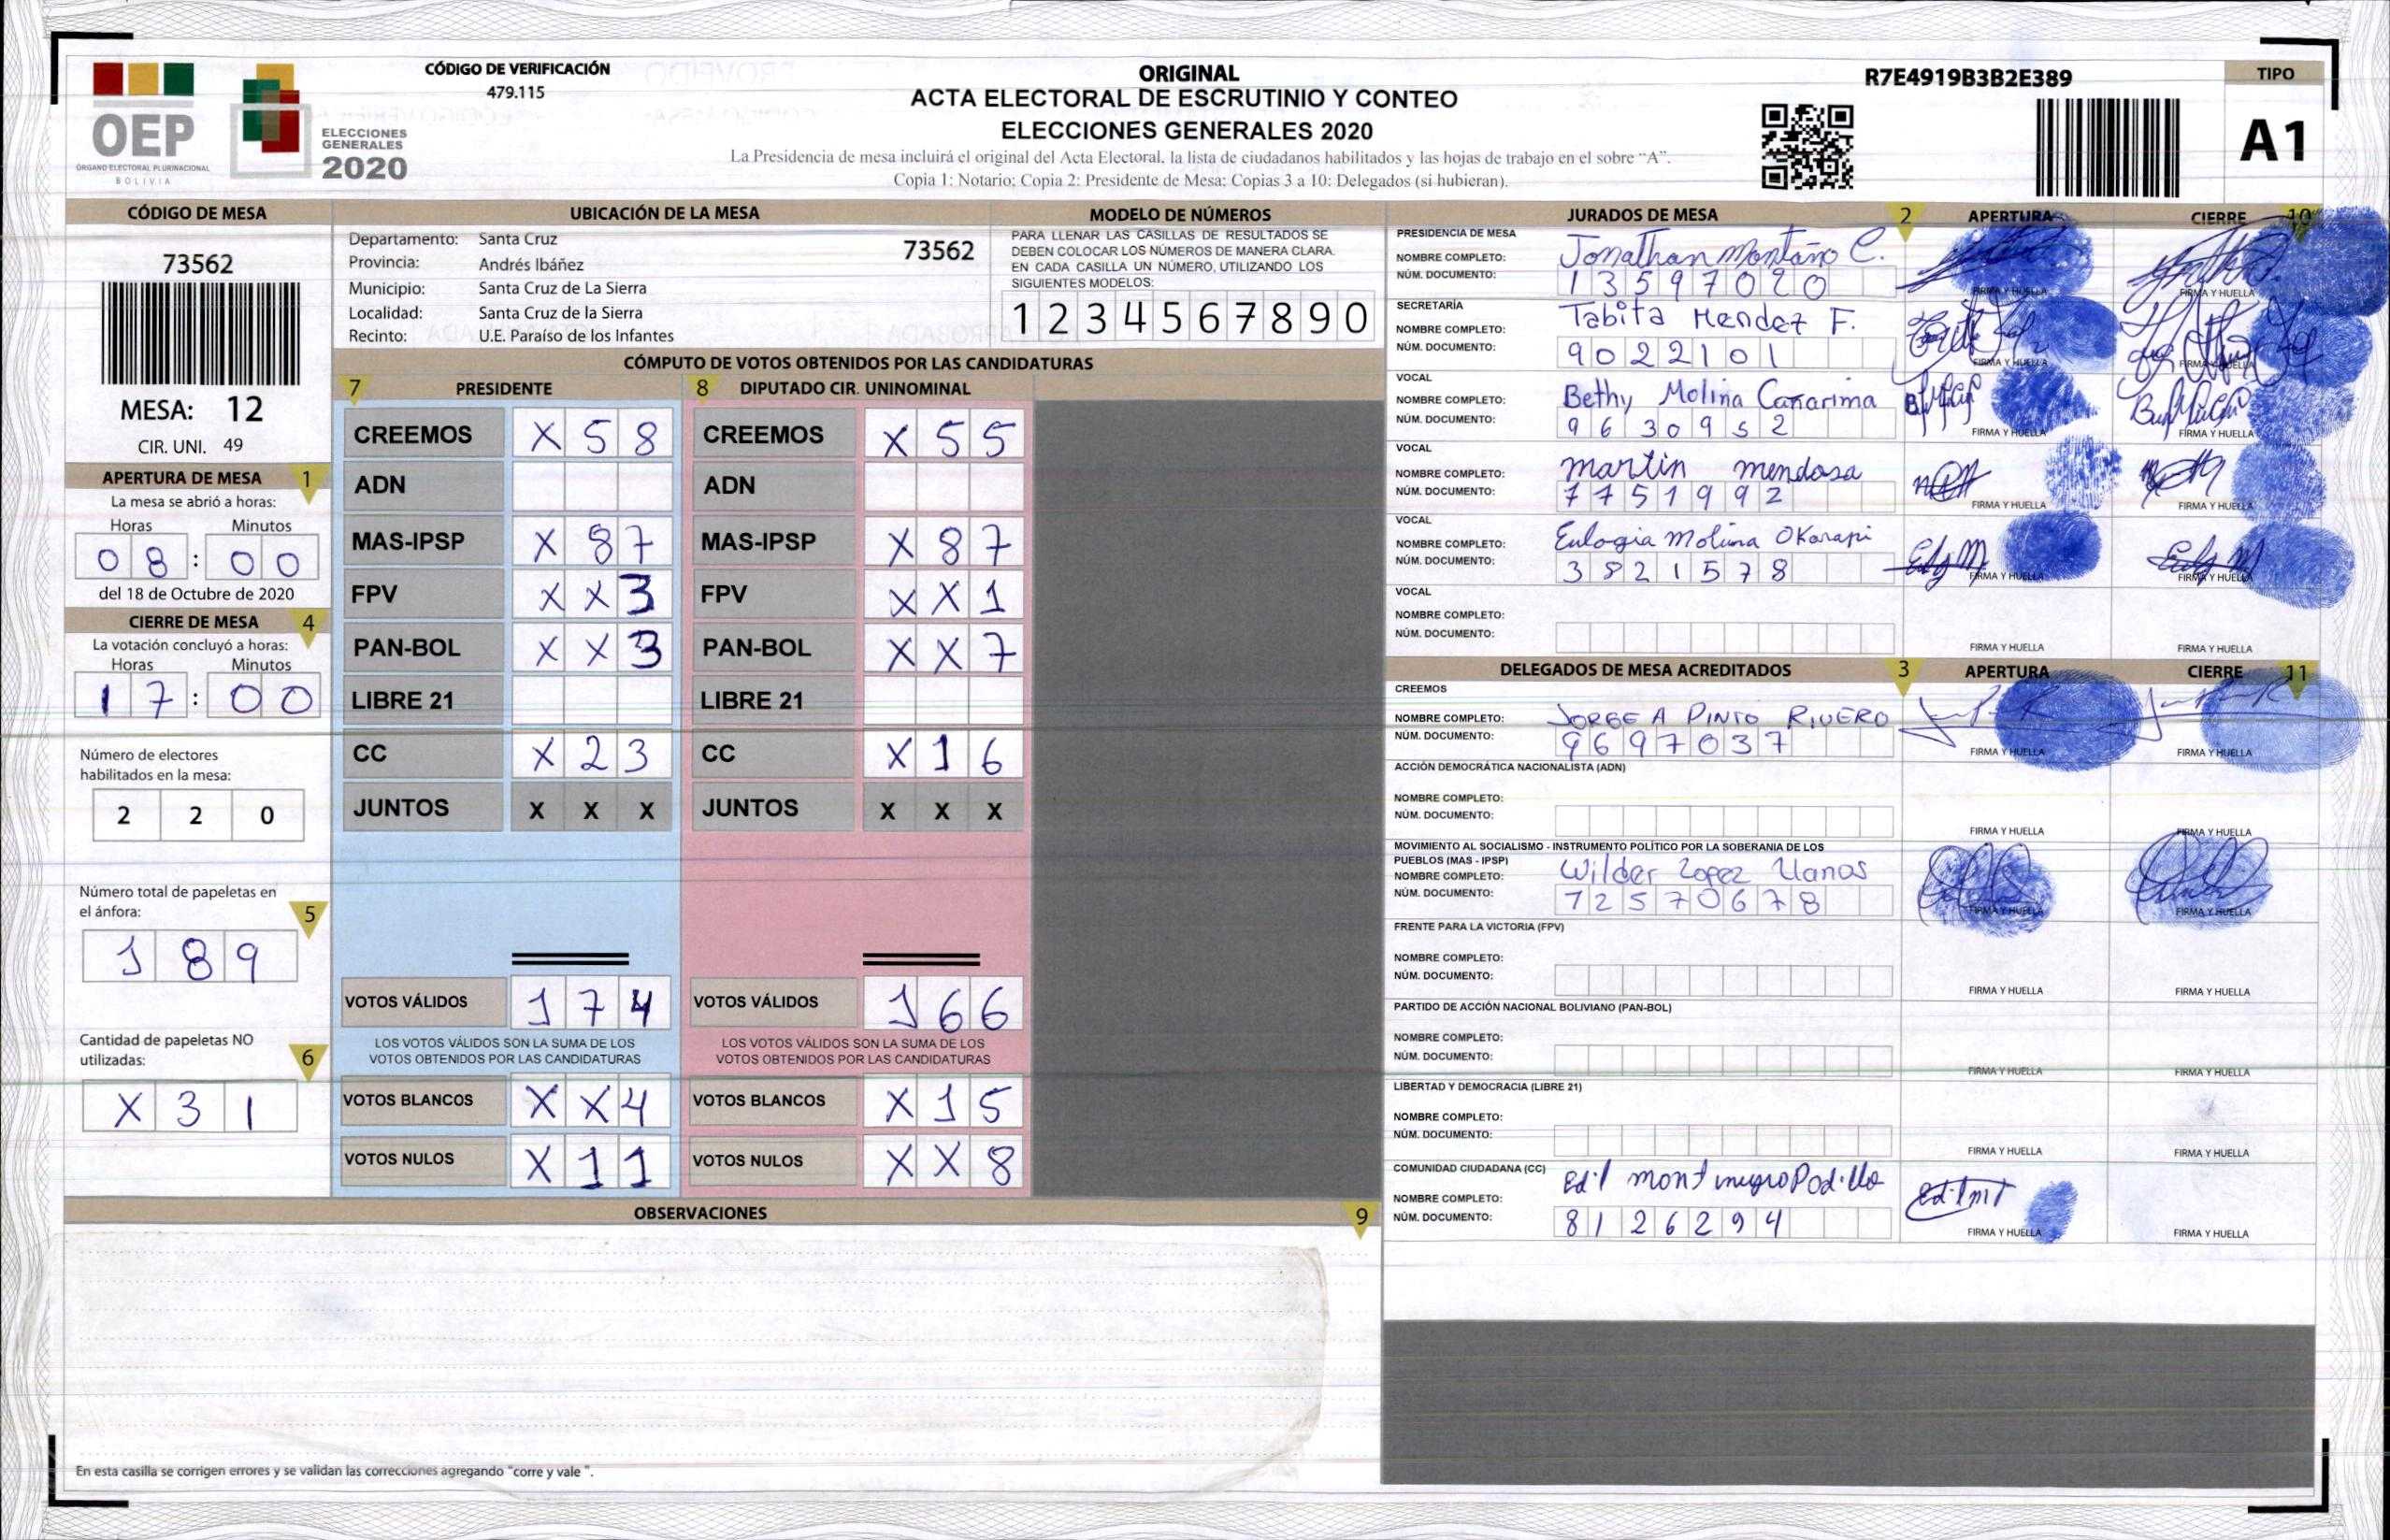 CÓDIGO DE VERIFICACIÓN
479.115
OEP
ÓRGANO ELECTORAL PLURINACIONAL
BOLIVIA
ELECCIONES
GENERALES
2020
ORIGINAL
ACTA ELECTORAL DE ESCRUTINIO Y CONTEO
ELECCIONES GENERALES 2020
La Presidencia de mesa incluirá el original del Acta Electoral, la lista de ciudadanos habilitados y las hojas de trabajo en el sobre "A".
Copia 1: Notario; Copia 2: Presidente de Mesa; Copias 3 a 10: Delegados (si hubieran).
R7E4919B3B2E389
TIPO
A1
CÓDIGO DE MESA
73562
MESA: 12
CIR. UNI. 49
APERTURA DE MESA 1
La mesa se abrió a horas:
Horas Minutos
08 : 00
del 18 de Octubre de 2020
CIERRE DE MESA 4
La votación concluyó a horas:
Horas Minutos
17 : 00
Número de electores
habilitados en la mesa:
2 2 0
Número total de papeletas en
el ánfora:
5
1 8 9
Cantidad de papeletas NO
utilizadas:
6
X 3 1
UBICACIÓN DE LA MESA
Departamento: Santa Cruz
73562
Provincia: Andrés Ibáñez
Municipio: Santa Cruz de La Sierra
Localidad: Santa Cruz de la Sierra
Recinto: U.E. Paraíso de los Infantes
MODELO DE NÚMEROS
PARA LLENAR LAS CASILLAS DE RESULTADOS SE
DEBEN COLOCAR LOS NÚMEROS DE MANERA CLARA.
EN CADA CASILLA UN NÚMERO, UTILIZANDO LOS
SIGUIENTES MODELOS:
1 2 3 4 5 6 7 8 9 0
CÓMPUTO DE VOTOS OBTENIDOS POR LAS CANDIDATURAS
7 PRESIDENTE 8 DIPUTADO CIR. UNINOMINAL
CREEMOS X 5 8 CREEMOS X 5 5
ADN ADN
MAS-IPSP X 8 7 MAS-IPSP X 8 7
FPV X X 3 FPV X X 1
PAN-BOL X X 3 PAN-BOL X X 7
LIBRE 21 LIBRE 21
CC X 2 3 CC X 1 6
JUNTOS X X X JUNTOS X X X
VOTOS VÁLIDOS 1 7 4 VOTOS VÁLIDOS 1 6 6
LOS VOTOS VÁLIDOS SON LA SUMA DE LOS LOS VOTOS VÁLIDOS SON LA SUMA DE LOS
VOTOS OBTENIDOS POR LAS CANDIDATURAS VOTOS OBTENIDOS POR LAS CANDIDATURAS
VOTOS BLANCOS X X 4 VOTOS BLANCOS X 1 5
VOTOS NULOS X 1 1 VOTOS NULOS X X 8
OBSERVACIONES 9
En esta casilla se corrigen errores y se validan las correcciones agregando "corre y vale ".
JURADOS DE MESA 2 APERTURA CIERRE 10
PRESIDENCIA DE MESA
NOMBRE COMPLETO: Jonathan Montaño C.
NÚM. DOCUMENTO: 13597020
FIRMA Y HUELLA FIRMA Y HUELLA
SECRETARÍA
NOMBRE COMPLETO: Tabita Mendez F.
NÚM. DOCUMENTO: 9022101
FIRMA Y HUELLA FIRMA Y HUELLA
VOCAL
NOMBRE COMPLETO: Bethy Molina Cañarima
NÚM. DOCUMENTO: 9630952
FIRMA Y HUELLA FIRMA Y HUELLA
VOCAL
NOMBRE COMPLETO: martin mendosa
NÚM. DOCUMENTO: 7751992
FIRMA Y HUELLA FIRMA Y HUELLA
VOCAL
NOMBRE COMPLETO: Eulogia Molina Okarapi
NÚM. DOCUMENTO: 3821578
FIRMA Y HUELLA FIRMA Y HUELLA
VOCAL
NOMBRE COMPLETO:
NÚM. DOCUMENTO:
FIRMA Y HUELLA FIRMA Y HUELLA
DELEGADOS DE MESA ACREDITADOS 3 APERTURA CIERRE 11
CREEMOS
NOMBRE COMPLETO: JORGE A PINTO RIVERO
NÚM. DOCUMENTO: 9697037
FIRMA Y HUELLA FIRMA Y HUELLA
ACCIÓN DEMOCRÁTICA NACIONALISTA (ADN)
NOMBRE COMPLETO:
NÚM. DOCUMENTO:
FIRMA Y HUELLA FIRMA Y HUELLA
MOVIMIENTO AL SOCIALISMO - INSTRUMENTO POLÍTICO POR LA SOBERANIA DE LOS
PUEBLOS (MAS - IPSP)
NOMBRE COMPLETO: Wilder Lopez Llanos
NÚM. DOCUMENTO: 72570678
FIRMA Y HUELLA FIRMA Y HUELLA
FRENTE PARA LA VICTORIA (FPV)
NOMBRE COMPLETO:
NÚM. DOCUMENTO:
FIRMA Y HUELLA FIRMA Y HUELLA
PARTIDO DE ACCIÓN NACIONAL BOLIVIANO (PAN-BOL)
NOMBRE COMPLETO:
NÚM. DOCUMENTO:
FIRMA Y HUELLA FIRMA Y HUELLA
LIBERTAD Y DEMOCRACIA (LIBRE 21)
NOMBRE COMPLETO:
NÚM. DOCUMENTO:
FIRMA Y HUELLA FIRMA Y HUELLA
COMUNIDAD CIUDADANA (CC)
NOMBRE COMPLETO: Edil
NÚM. DOCUMENTO: 8126294
FIRMA Y HUELLA FIRMA Y HUELLA